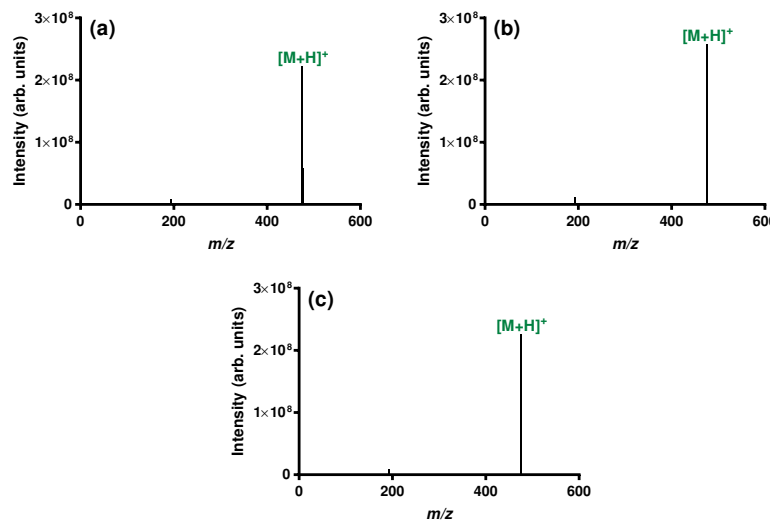 (a)
Intensity (arb. units)
3×10⁸
2×10⁸
1×10⁸
0
[M+H]⁺
0 200 400 600
m/z
(b)
Intensity (arb. units)
3×10⁸
2×10⁸
1×10⁸
0
[M+H]⁺
0 200 400 600
m/z
(c)
Intensity (arb. units)
3×10⁸
2×10⁸
1×10⁸
0
[M+H]⁺
0 200 400 600
m/z